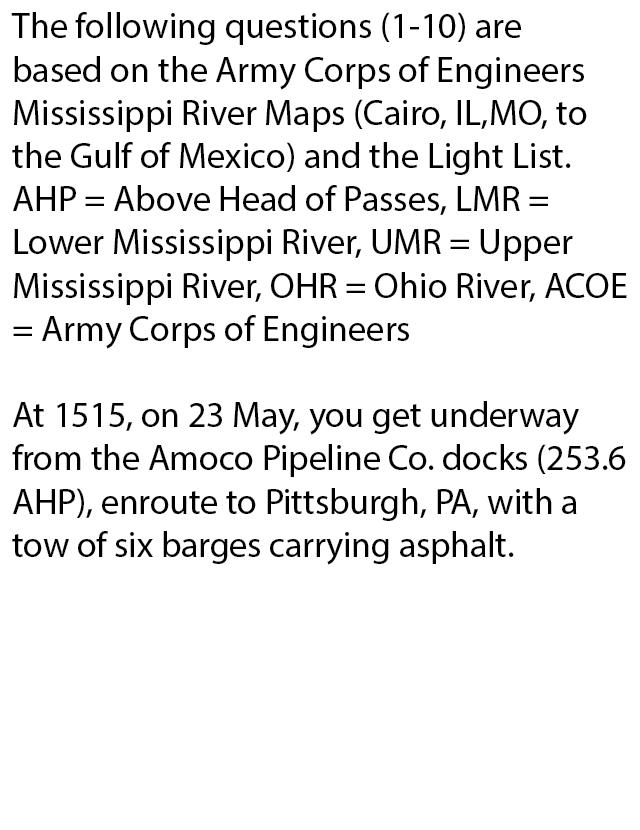 The following questions (1-10) are
based on the Army Corps of Engineers
Mississippi River Maps (Cairo, IL,MO, to
the Gulf of Mexico) and the Light List.
AHP = Above Head of Passes, LMR =
Lower Mississippi River, UMR = Upper
Mississippi River, OHR = Ohio River, ACOE
= Army Corps of Engineers
At 1515, on 23 May, you get underway
from the Amoco Pipeline Co. docks (253.6
AHP), enroute to Pittsburgh, PA, with a
tow of six barges carrying asphalt.